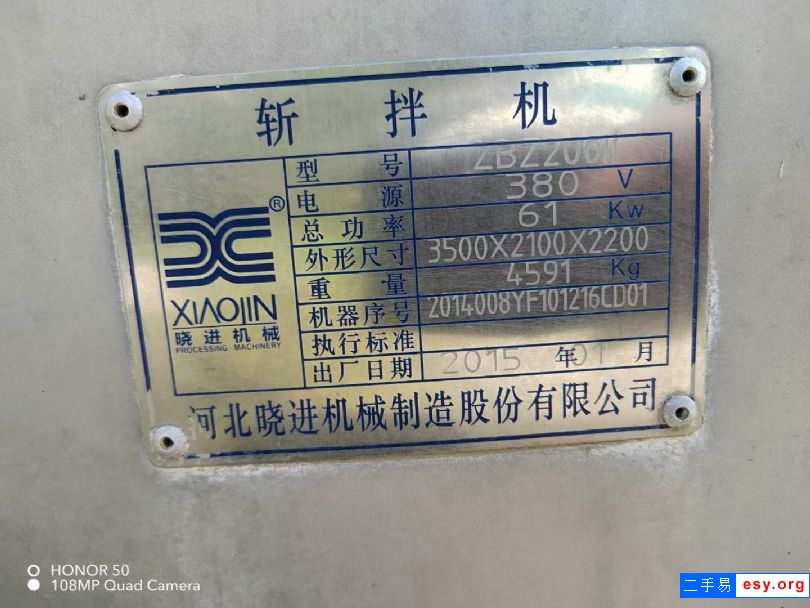 斩拌机
型号 ZBZ200
电源 380 V
总功率 61 Kw
外形尺寸 3500X2100X2200
重量 4591 Kg
机器序号 2014008YF101216CD01
执行标准
出厂日期 2015 年 01 月
®
XIAOJIN
晓进机械
PROCESSING MACHINERY
河北晓进机械制造股份有限公司
HONOR 50
108MP Quad Camera
二手易 esy.org